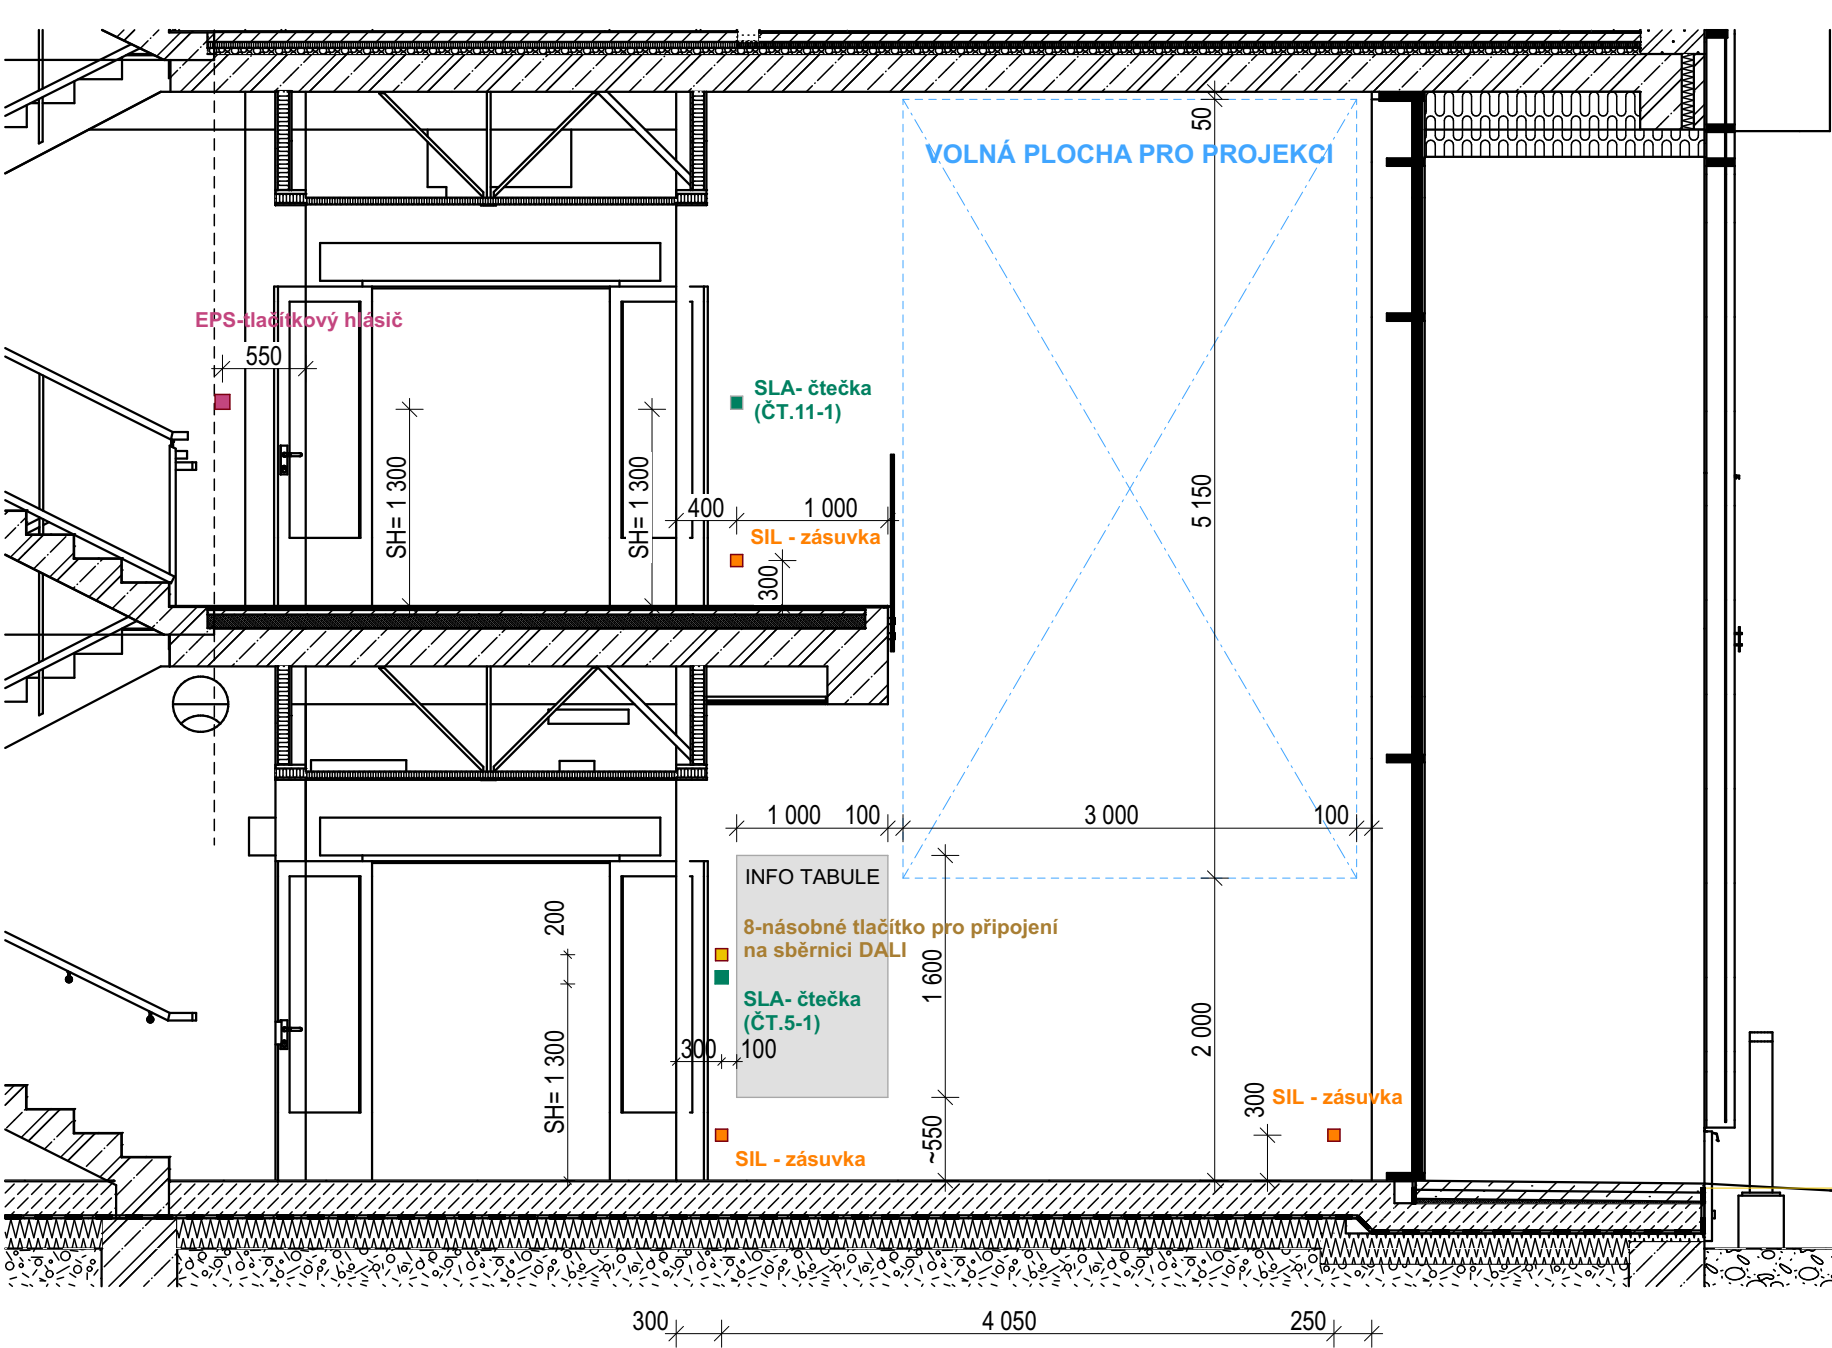 50
VOLNÁ PLOCHA PRO PROJEKCI
EPS-tlačítkový hlásič
550
SLA- čtečka
(ČT.11-1)
SH= 1 300
SH= 1 300
400
1 000
5 150
SIL - zásuvka
300
1 000
100
3 000
100
INFO TABULE
200
8-násobné tlačítko pro připojení
na sběrnici DALI
1 600
SLA- čtečka
(ČT.5-1)
2 000
SH= 1 300
300
100
300
SIL - zásuvka
~550
SIL - zásuvka
300
4 050
250